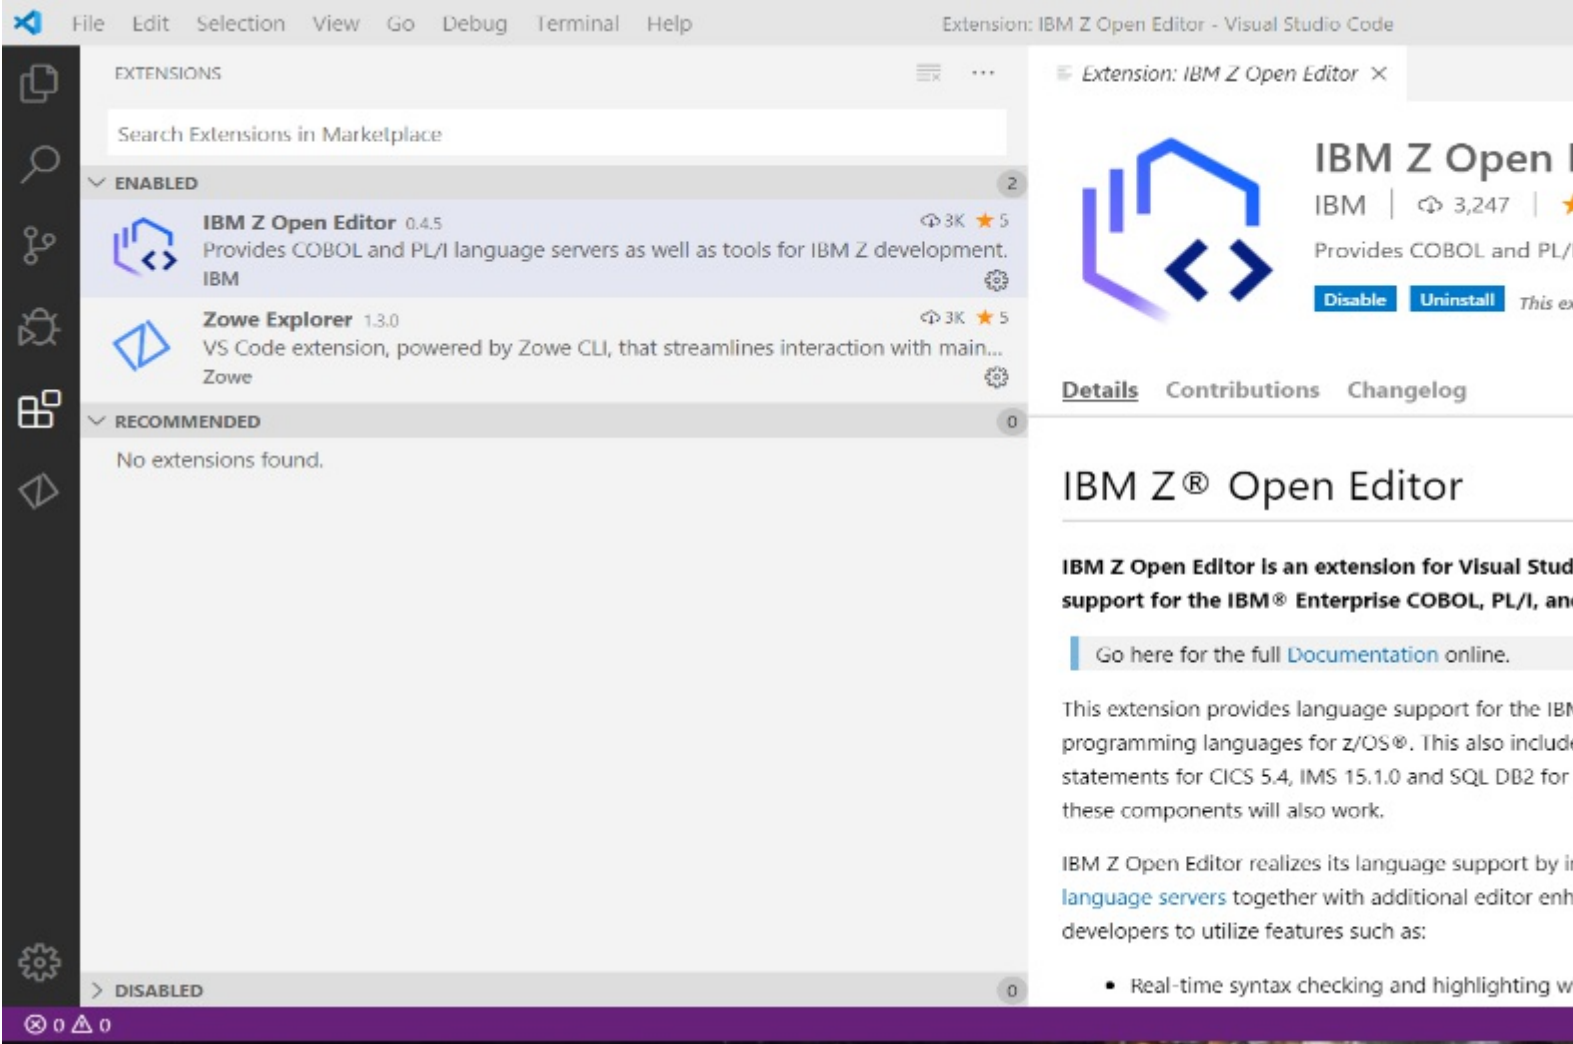 File Edit Selection View Go Debug Terminal Help
Extension: IBM Z Open Editor - Visual Studio Code
EXTENSIONS
...
Search Extensions in Marketplace
ENABLED 2
IBM Z Open Editor 0.4.5 3K ★ 5
Provides COBOL and PL/I language servers as well as tools for IBM Z development.
IBM
Zowe Explorer 1.3.0 3K ★ 5
VS Code extension, powered by Zowe CLI, that streamlines interaction with main...
Zowe
RECOMMENDED 0
No extensions found.
DISABLED 0
0 0
Extension: IBM Z Open Editor ×
IBM Z Open
IBM | 3,247 |
Provides COBOL and PL/
Disable Uninstall This ex
Details Contributions Changelog
IBM Z® Open Editor
IBM Z Open Editor is an extension for Visual Stud
support for the IBM® Enterprise COBOL, PL/I, an
Go here for the full Documentation online.
This extension provides language support for the IB
programming languages for z/OS®. This also includ
statements for CICS 5.4, IMS 15.1.0 and SQL DB2 for
these components will also work.
IBM Z Open Editor realizes its language support by i
language servers together with additional editor enh
developers to utilize features such as:
• Real-time syntax checking and highlighting w